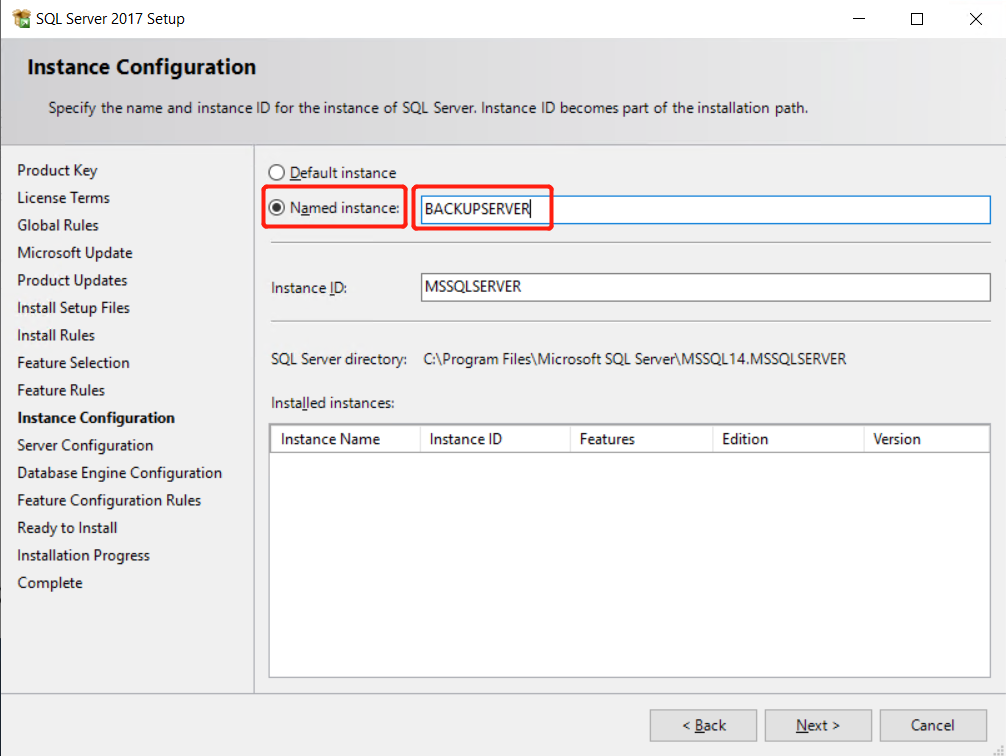 SQL Server 2017 Setup
Instance Configuration
Specify the name and instance ID for the instance of SQL Server. Instance ID becomes part of the installation path.
Product Key
License Terms
Global Rules
Microsoft Update
Product Updates
Install Setup Files
Install Rules
Feature Selection
Feature Rules
Instance Configuration
Server Configuration
Database Engine Configuration
Feature Configuration Rules
Ready to Install
Installation Progress
Complete
Default instance
Named instance: BACKUPSERVER
Instance ID: MSSQLSERVER
SQL Server directory: C:\Program Files\Microsoft SQL Server\MSSQL14.MSSQLSERVER
Installed instances:
Instance Name Instance ID Features Edition Version
< Back Next > Cancel